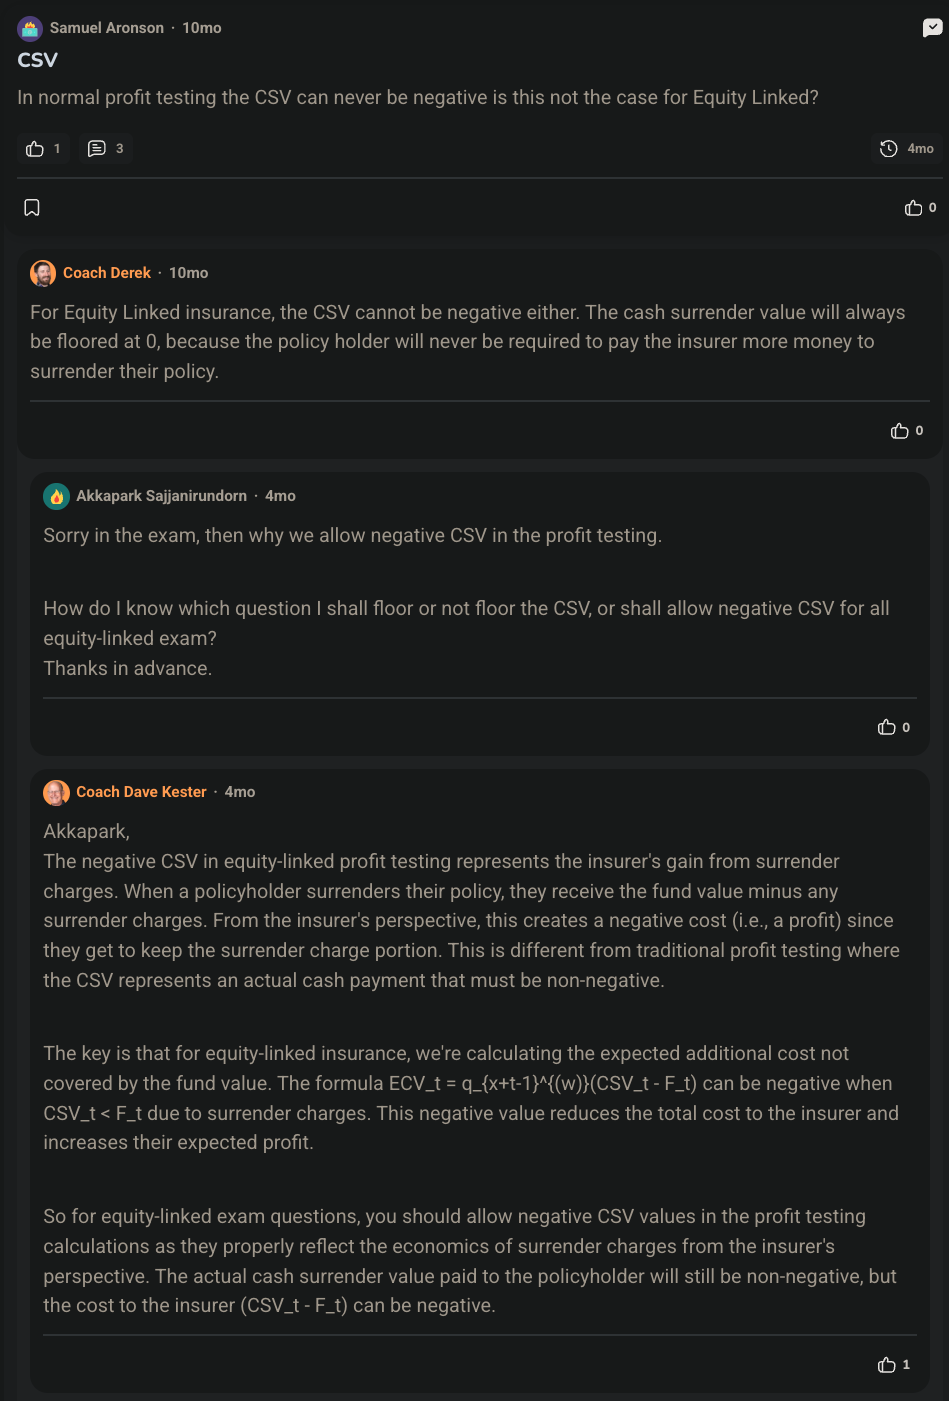 Samuel Aronson · 10mo
CSV
In normal profit testing the CSV can never be negative is this not the case for Equity Linked?
1
3
4mo
0
Coach Derek · 10mo
For Equity Linked insurance, the CSV cannot be negative either. The cash surrender value will always
be floored at 0, because the policy holder will never be required to pay the insurer more money to
surrender their policy.
0
Akkapark Sajjanirundorn · 4mo
Sorry in the exam, then why we allow negative CSV in the profit testing.
How do I know which question I shall floor or not floor the CSV, or shall allow negative CSV for all
equity-linked exam?
Thanks in advance.
0
Coach Dave Kester · 4mo
Akkapark,
The negative CSV in equity-linked profit testing represents the insurer's gain from surrender
charges. When a policyholder surrenders their policy, they receive the fund value minus any
surrender charges. From the insurer's perspective, this creates a negative cost (i.e., a profit) since
they get to keep the surrender charge portion. This is different from traditional profit testing where
the CSV represents an actual cash payment that must be non-negative.
The key is that for equity-linked insurance, we're calculating the expected additional cost not
covered by the fund value. The formula ECV_t = q_{x+t-1}^{(w)}(CSV_t - F_t) can be negative when
CSV_t < F_t due to surrender charges. This negative value reduces the total cost to the insurer and
increases their expected profit.
So for equity-linked exam questions, you should allow negative CSV values in the profit testing
calculations as they properly reflect the economics of surrender charges from the insurer's
perspective. The actual cash surrender value paid to the policyholder will still be non-negative, but
the cost to the insurer (CSV_t - F_t) can be negative.
1